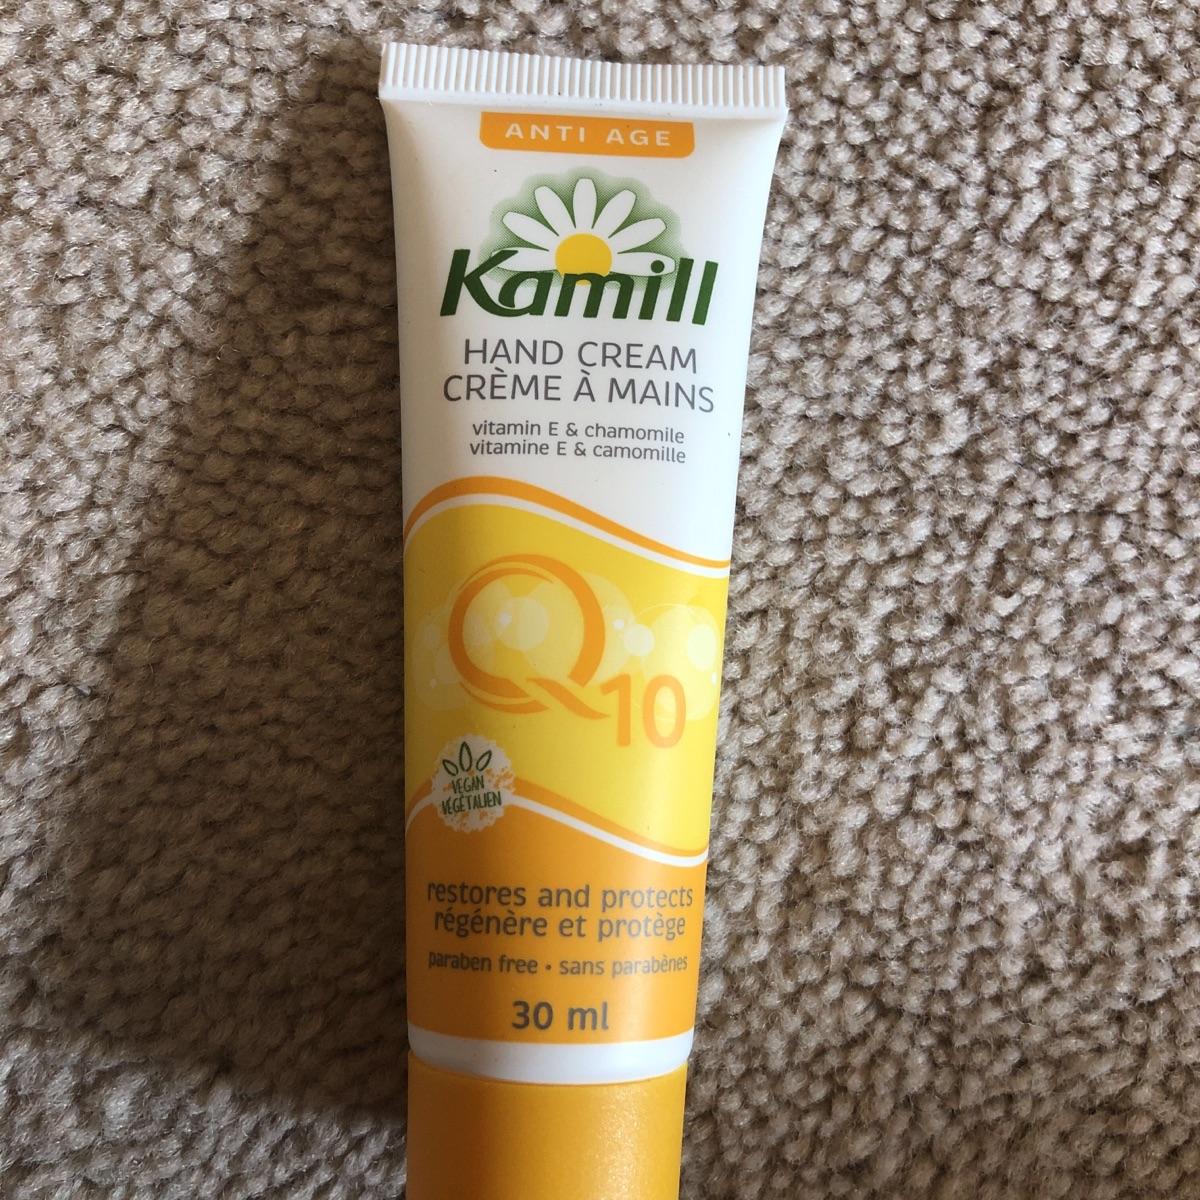 ANTI AGE
Kamill
HAND CREAM
CRÈME À MAINS
vitamin E & chamomile
vitamine E & camomille
Q10
VEGAN
VÉGÉTALIEN
restores and protects
régénère et protège
paraben free • sans parabènes
30 ml